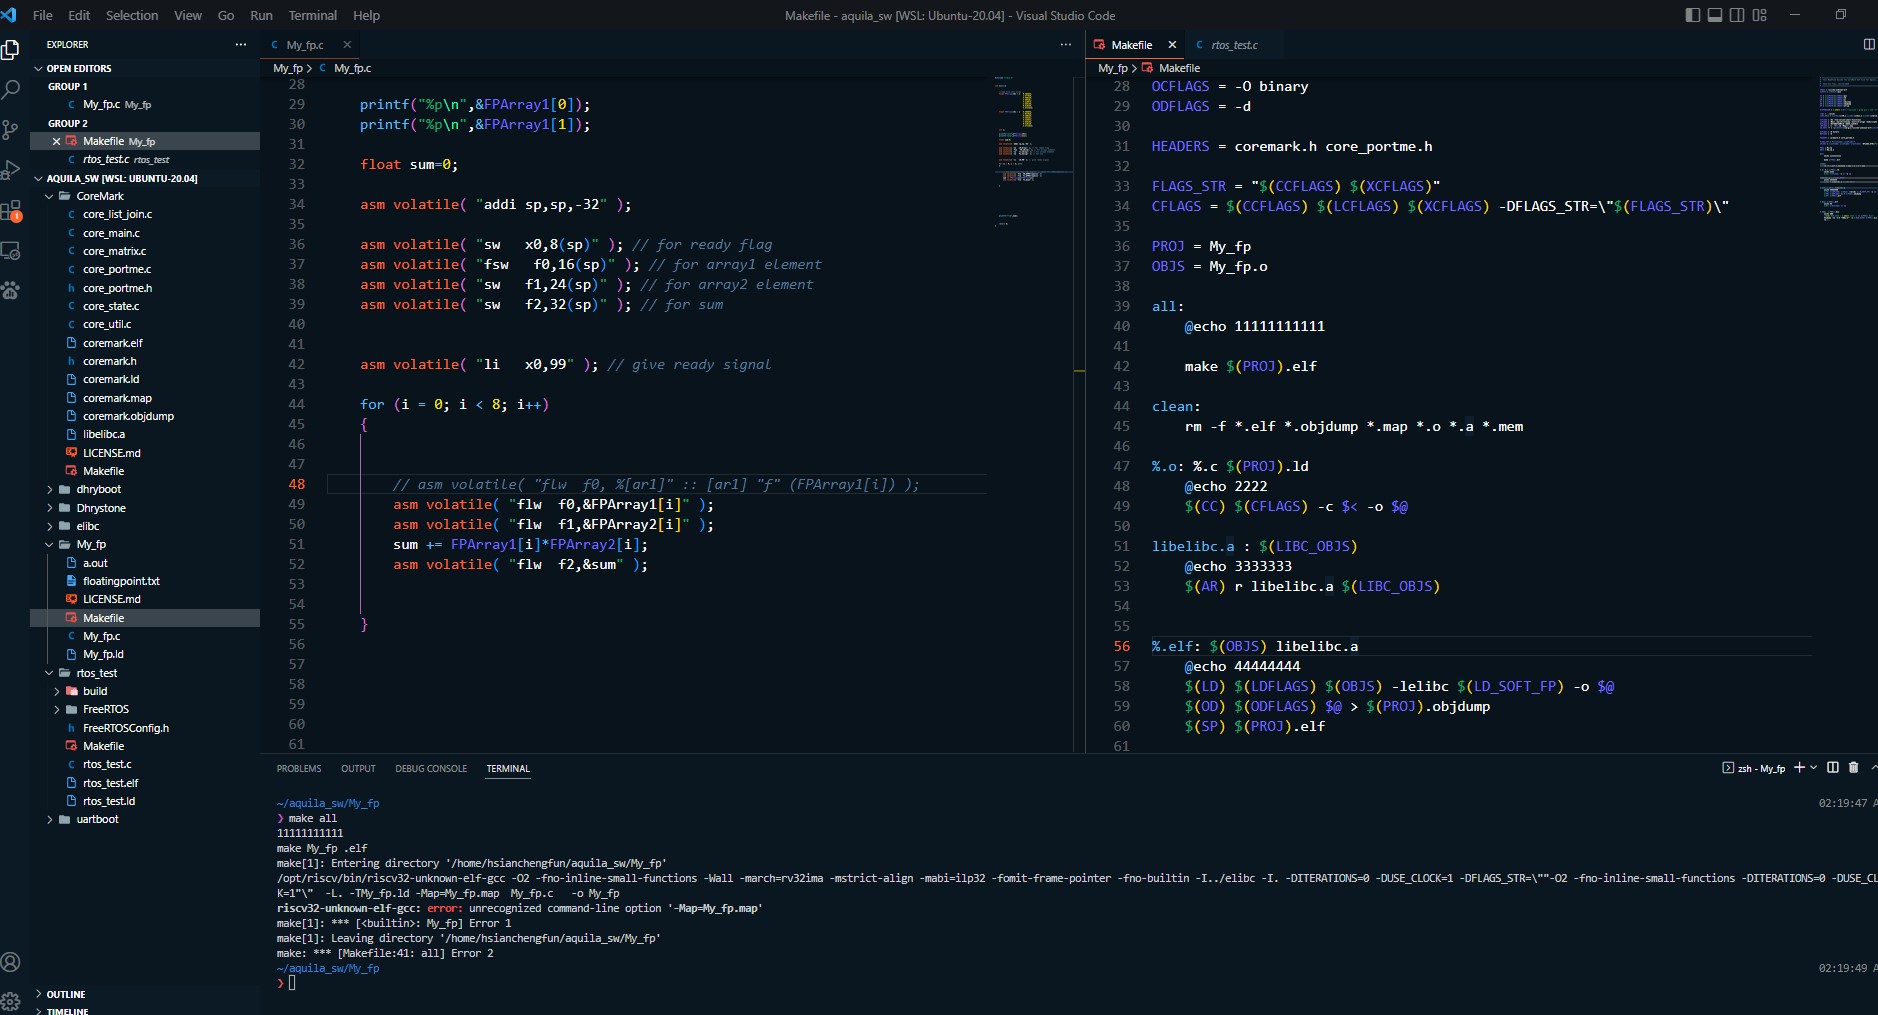 File Edit Selection View Go Run Terminal Help
Makefile - aquila_sw [WSL: Ubuntu-20.04] - Visual Studio Code
EXPLORER
OPEN EDITORS
GROUP 1
My_fp.c My_fp
GROUP 2
Makefile My_fp
rtos_test.c rtos_test
AQUILA_SW [WSL: UBUNTU-20.04]
CoreMark
core_list_join.c
core_main.c
core_matrix.c
core_portme.c
core_portme.h
core_state.c
core_util.c
coremark.elf
coremark.h
coremark.ld
coremark.map
coremark.objdump
libelibc.a
LICENSE.md
Makefile
dhryboot
Dhrystone
elibc
My_fp
a.out
floatingpoint.txt
LICENSE.md
Makefile
My_fp.c
My_fp.ld
rtos_test
build
FreeRTOS
FreeRTOSConfig.h
Makefile
rtos_test.c
rtos_test.elf
rtos_test.ld
uartboot
OUTLINE
TIMELINE
1
My_fp.c
My_fp > My_fp.c
28
29 printf("%p\n",&FPArray1[0]);
30 printf("%p\n",&FPArray1[1]);
31
32 float sum=0;
33
34 asm volatile( "addi sp,sp,-32" );
35
36 asm volatile( "sw   x0,8(sp)" ); // for ready flag
37 asm volatile( "fsw   f0,16(sp)" ); // for array1 element
38 asm volatile( "sw   f1,24(sp)" ); // for array2 element
39 asm volatile( "sw   f2,32(sp)" ); // for sum
40
41
42 asm volatile( "li   x0,99" ); // give ready signal
43
44 for (i = 0; i < 8; i++)
45 {
46
47
48 // asm volatile( "flw  f0, %[ar1]" :: [ar1] "f" (FPArray1[i]) );
49 asm volatile( "flw  f0,&FPArray1[i]" );
50 asm volatile( "flw  f1,&FPArray2[i]" );
51 sum += FPArray1[i]*FPArray2[i];
52 asm volatile( "flw  f2,&sum" );
53
54
55 }
56
57
58
59
60
61
Makefile rtos_test.c
My_fp > Makefile
28 OCFLAGS = -O binary
29 ODFLAGS = -d
30
31 HEADERS = coremark.h core_portme.h
32
33 FLAGS_STR = "$(CCFLAGS) $(XCFLAGS)"
34 CFLAGS = $(CCFLAGS) $(LCFLAGS) $(XCFLAGS) -DFLAGS_STR=\"$(FLAGS_STR)\"
35
36 PROJ = My_fp
37 OBJS = My_fp.o
38
39 all:
40 @echo 11111111111
41
42 make $(PROJ).elf
43
44 clean:
45 rm -f *.elf *.objdump *.map *.o *.a *.mem
46
47 %.o: %.c $(PROJ).ld
48 @echo 2222
49 $(CC) $(CFLAGS) -c $< -o $@
50
51 libelibc.a : $(LIBC_OBJS)
52 @echo 3333333
53 $(AR) r libelibc.a $(LIBC_OBJS)
54
55
56 %.elf: $(OBJS) libelibc.a
57 @echo 44444444
58 $(LD) $(LDFLAGS) $(OBJS) -lelibc $(LD_SOFT_FP) -o $@
59 $(OD) $(ODFLAGS) $@ > $(PROJ).objdump
60 $(SP) $(PROJ).elf
61
PROBLEMS OUTPUT DEBUG CONSOLE TERMINAL
zsh - My_fp
~/aquila_sw/My_fp 02:19:47 A
❯ make all
11111111111
make My_fp .elf
make[1]: Entering directory '/home/hsianchengfun/aquila_sw/My_fp'
/opt/riscv/bin/riscv32-unknown-elf-gcc -O2 -fno-inline-small-functions -Wall -march=rv32ima -mstrict-align -mabi=ilp32 -fomit-frame-pointer -fno-builtin -I../elibc -I. -DITERATIONS=0 -DUSE_CLOCK=1 -DFLAGS_STR=\""-O2 -fno-inline-small-functions -DITERATIONS=0 -DUSE_CL
K=1"\"  -L. -TMy_fp.ld -Map=My_fp.map  My_fp.c   -o My_fp
riscv32-unknown-elf-gcc: error: unrecognized command-line option '-Map=My_fp.map'
make[1]: *** [<builtin>: My_fp] Error 1
make[1]: Leaving directory '/home/hsianchengfun/aquila_sw/My_fp'
make: *** [Makefile:41: all] Error 2
~/aquila_sw/My_fp 02:19:49 A
❯